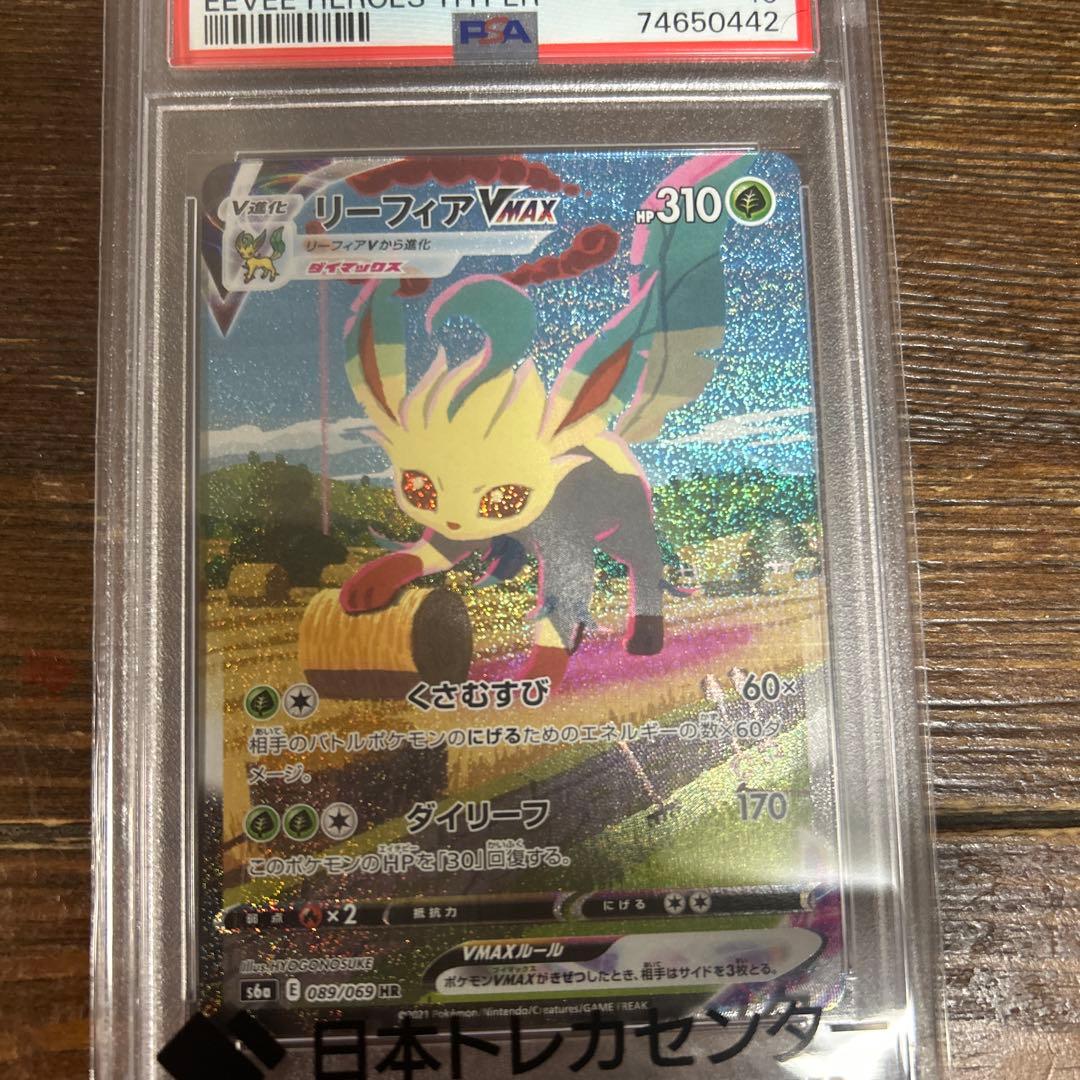 EEVEE HEROES HYPER 10
PSA 74650442
V進化 リーフィアVMAX HP310
リーフィアVから進化
ダイマックス
くさむすび 60×
相手のバトルポケモンのにげるためのエネルギーの数×60ダ
メージ。
ダイリーフ 170
このポケモンのHPを「30」回復する。
弱点 ×2 抵抗力 にげる
VMAXルール
ポケモンVMAXがきぜつしたとき、相手はサイドを3枚とる。
illus. HYOGONOSUKE
s6a E 089/069 HR
©2021 Pokémon/Nintendo/Creatures/GAME FREAK
日本トレカセンター